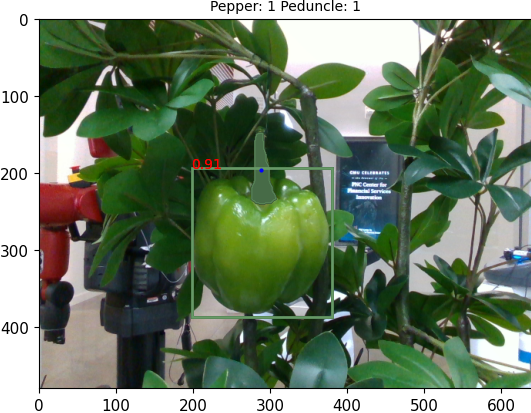 Pepper: 1 Peduncle: 1
0
100
200
300
400
0.91
CMU CELEBRATES
PNC Center for
Financial Services
Innovation
0 100 200 300 400 500 600